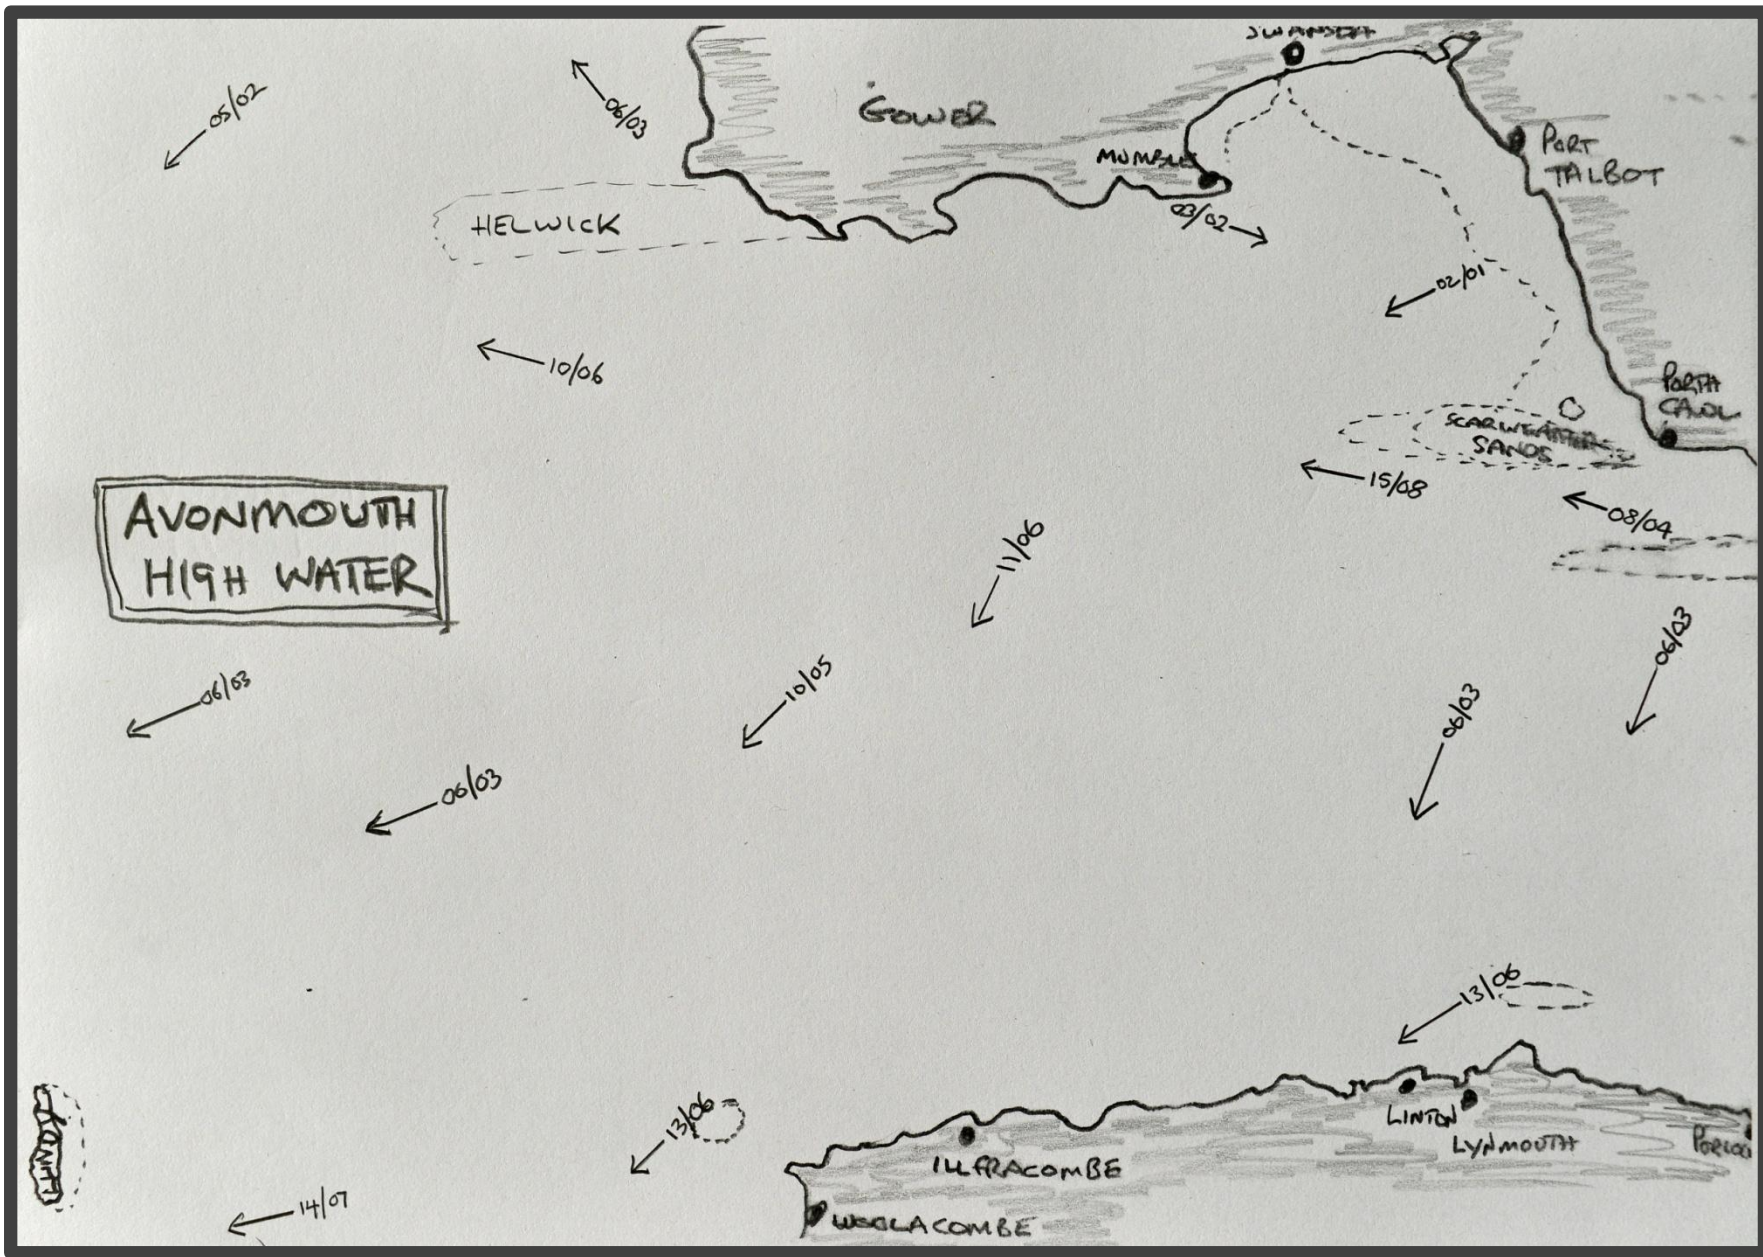 SWANSEA
05/02
06/03
GOWER
PORT
TALBOT
MUMBLES
HELWICK
03/02
02/01
10/06
PORTH
CAWL
SCARWEATHER
SANDS
15/08
08/04
AVONMOUTH
HIGH WATER
11/06
06/03
06/03
10/05
06/03
06/03
13/06
13/06
LINTON
LYNMOUTH
PORLOC
ILLFRACOMBE
14/07
WOOLACOMBE